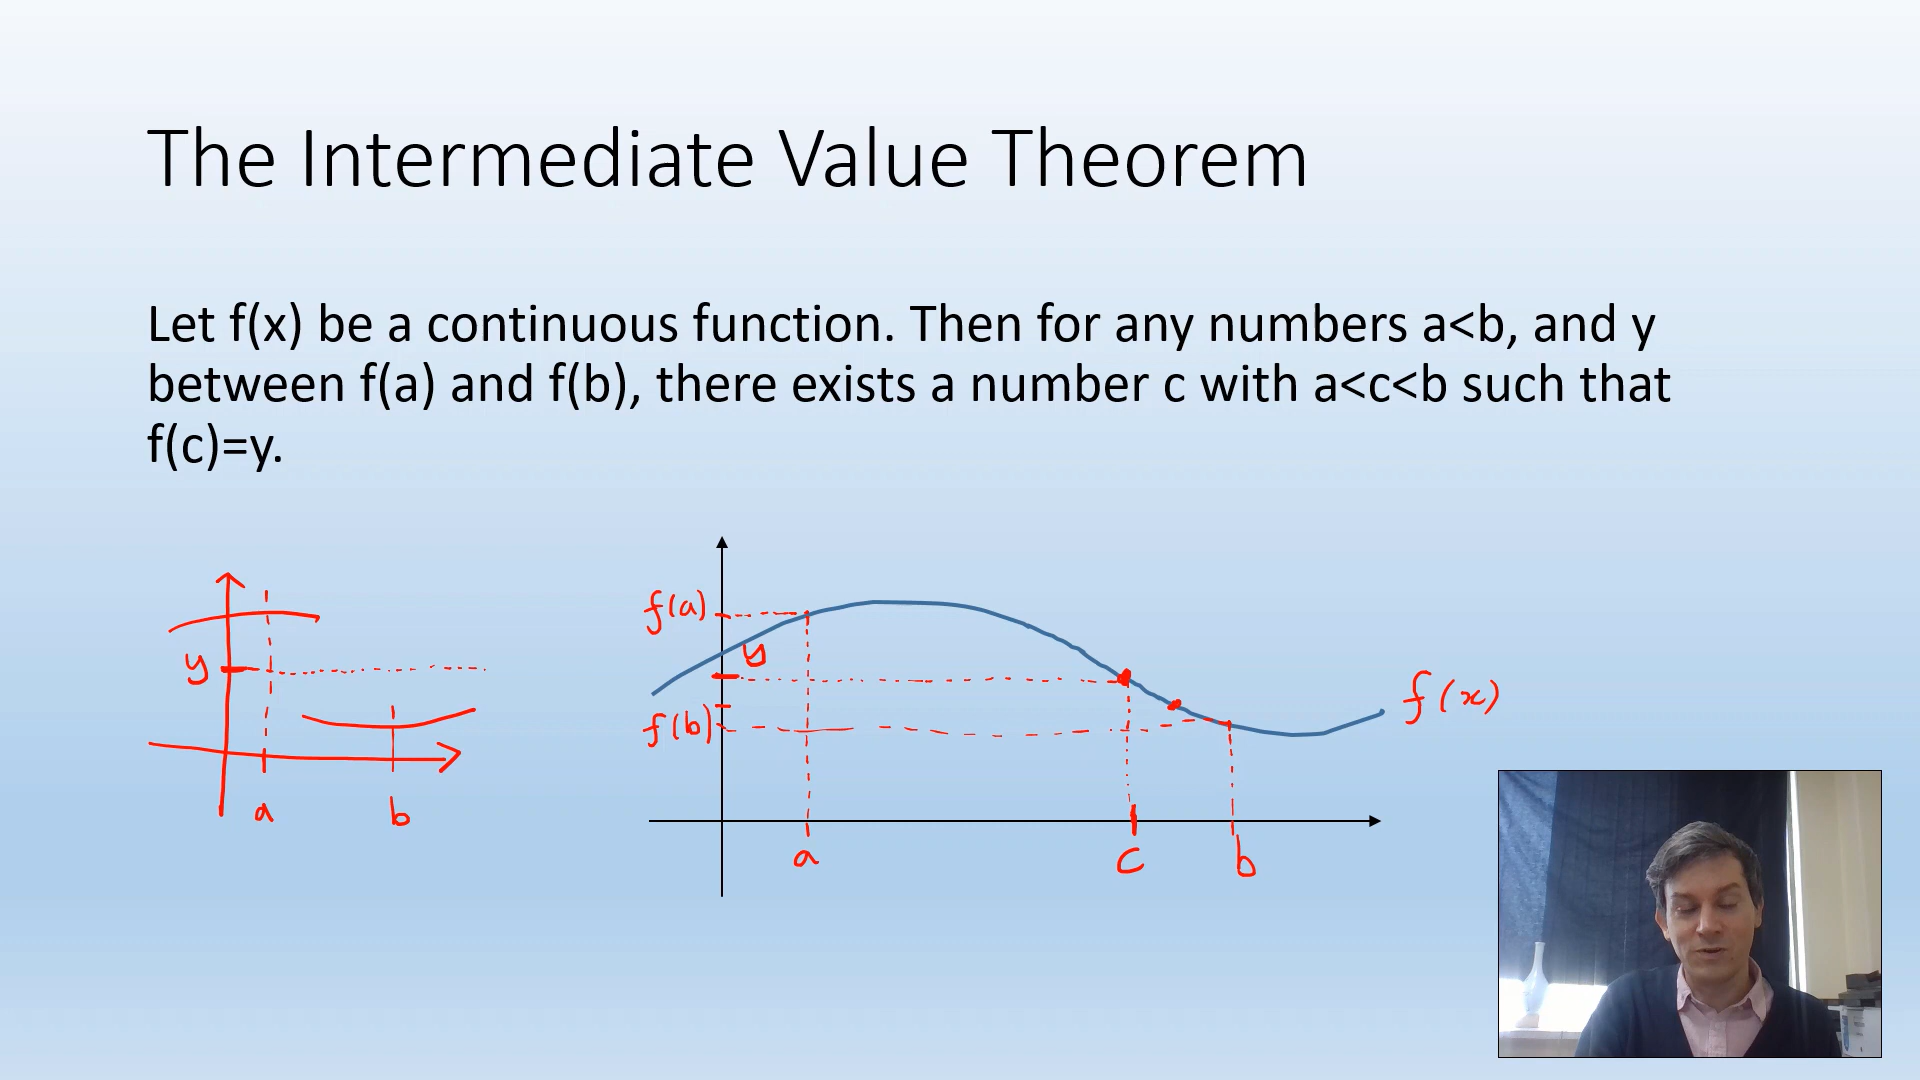 The Intermediate Value Theorem
Let f(x) be a continuous function. Then for any numbers a<b, and y
between f(a) and f(b), there exists a number c with a<c<b such that
f(c)=y.
y
a
b
f(a)
y
f(b)
a
c
b
f(x)